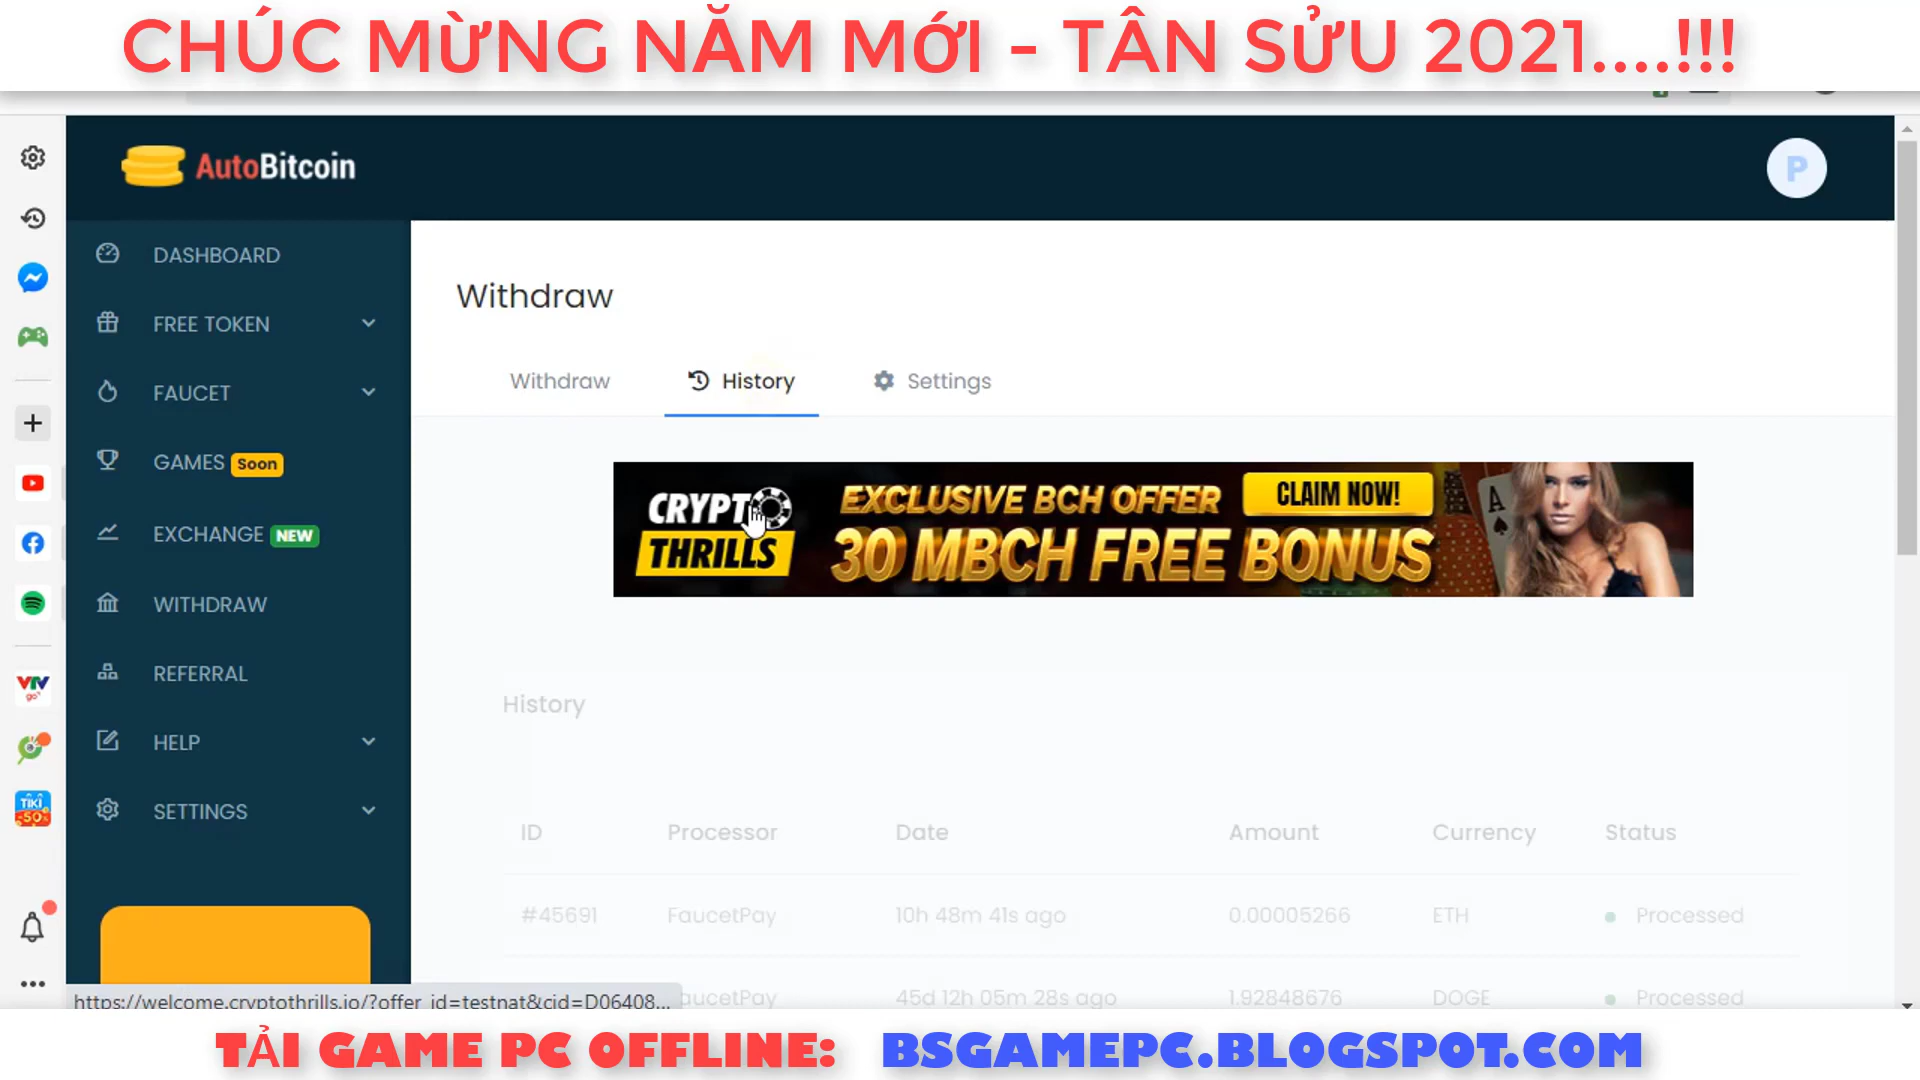 CHÚC MỪNG NĂM MỚI - TÂN SỬU 2021....!!!
AutoBitcoin
P
DASHBOARD
FREE TOKEN
FAUCET
GAMES Soon
EXCHANGE NEW
WITHDRAW
REFERRAL
HELP
SETTINGS
Withdraw
Withdraw History Settings
CRYPTO THRILLS
EXCLUSIVE BCH OFFER CLAIM NOW!
30 MBCH FREE BONUS
A
History
ID Processor Date Amount Currency Status
#45691 FaucetPay 10h 48m 41s ago 0.00005266 ETH Processed
aucetPay 45d 12h 05m 28s ago 1.92848676 DOGE Processed
VTV go
TIKI
-50%
https://welcome.cryptothrills.io/?offer_id=testnat&cid=D06408...
TẢI GAME PC OFFLINE: BSGAMEPC.BLOGSPOT.COM